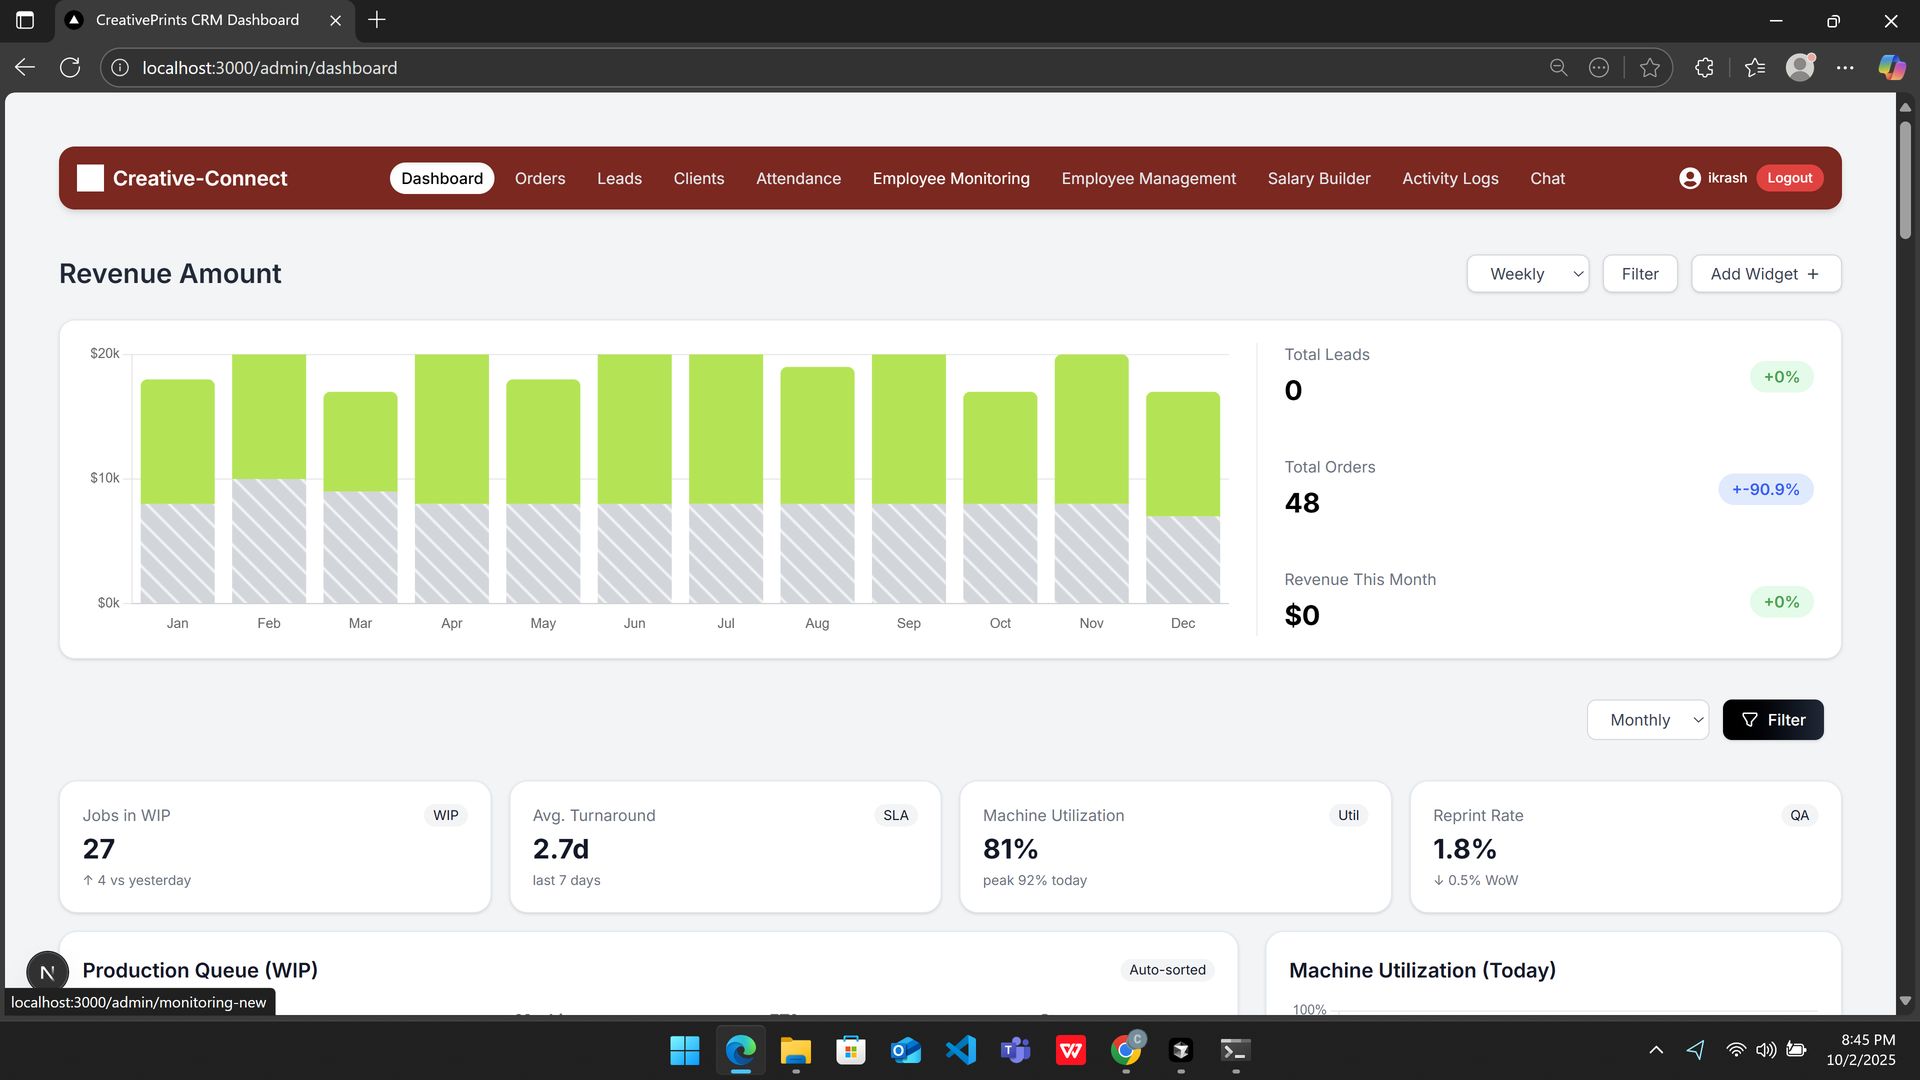 CreativePrints CRM Dashboard
localhost:3000/admin/dashboard
Creative-Connect
Dashboard Orders Leads Clients Attendance Employee Monitoring Employee Management Salary Builder Activity Logs Chat
ikrash Logout
Revenue Amount
Weekly Filter Add Widget +
$20k
$10k
$0k
Jan Feb Mar Apr May Jun Jul Aug Sep Oct Nov Dec
Total Leads
0
+0%
Total Orders
48
+-90.9%
Revenue This Month
$0
+0%
Monthly Filter
Jobs in WIP WIP
27
↑ 4 vs yesterday
Avg. Turnaround SLA
2.7d
last 7 days
Machine Utilization Util
81%
peak 92% today
Reprint Rate QA
1.8%
↓ 0.5% WoW
N
Production Queue (WIP) Auto-sorted
Machine Utilization (Today)
100%
localhost:3000/admin/monitoring-new
C
8:45 PM
10/2/2025